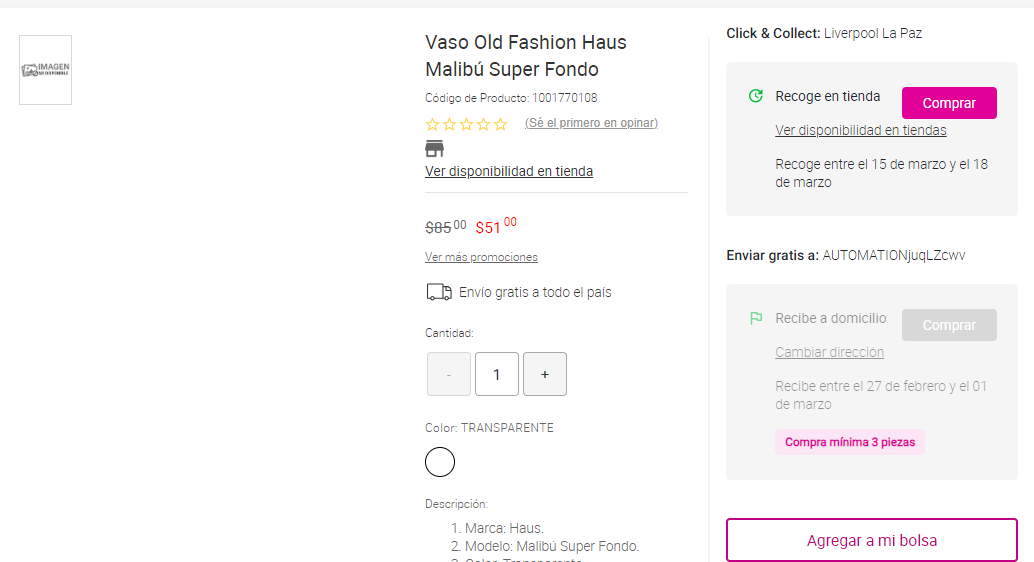 IMAGEN
NO DISPONIBLE
Vaso Old Fashion Haus
Malibú Super Fondo
Código de Producto: 1001770108
(Sé el primero en opinar)
Ver disponibilidad en tienda
$85 00 $51 00
Ver más promociones
Envío gratis a todo el país
Cantidad:
- 1 +
Color: TRANSPARENTE
Descripción:
1. Marca: Haus.
2. Modelo: Malibú Super Fondo.
3. Color: Transparente
Click & Collect: Liverpool La Paz
Recoge en tienda
Comprar
Ver disponibilidad en tiendas
Recoge entre el 15 de marzo y el 18
de marzo
Enviar gratis a: AUTOMATIONjuqLZcwv
Recibe a domicilio
Comprar
Cambiar dirección
Recibe entre el 27 de febrero y el 01
de marzo
Compra mínima 3 piezas
Agregar a mi bolsa